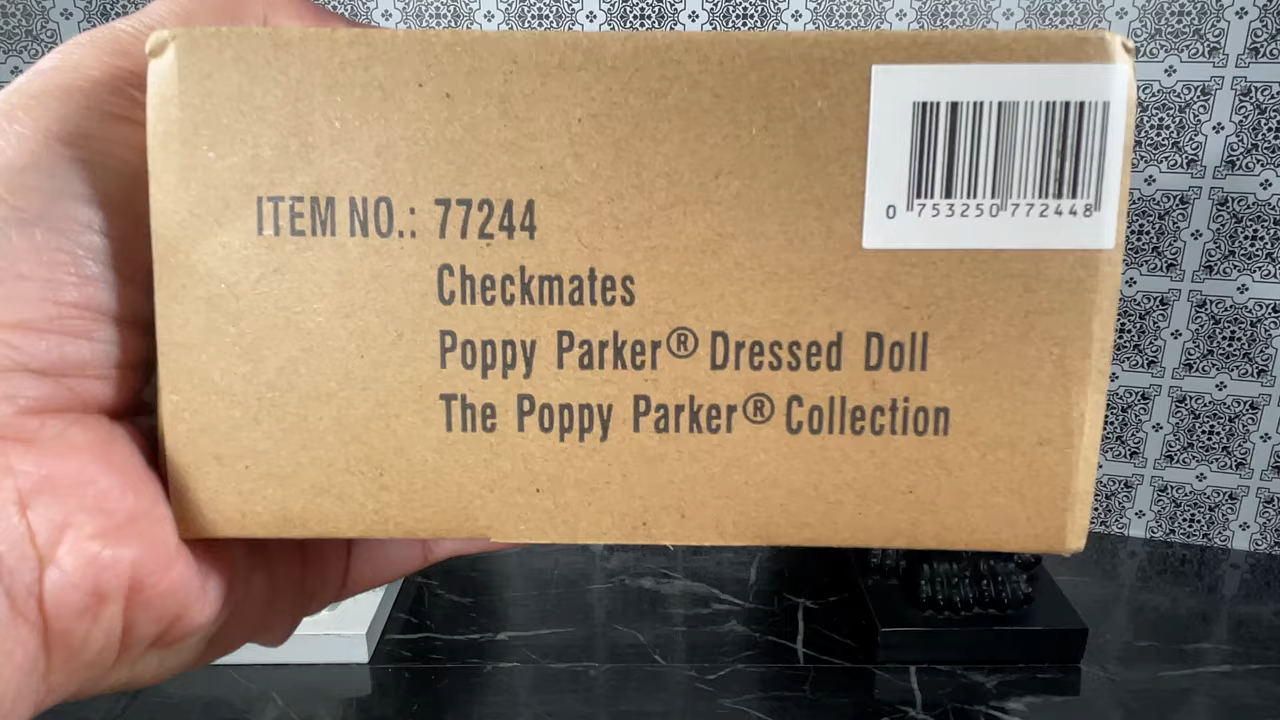 0 753250 772448
ITEM NO.: 77244
Checkmates
Poppy Parker® Dressed Doll
The Poppy Parker® Collection